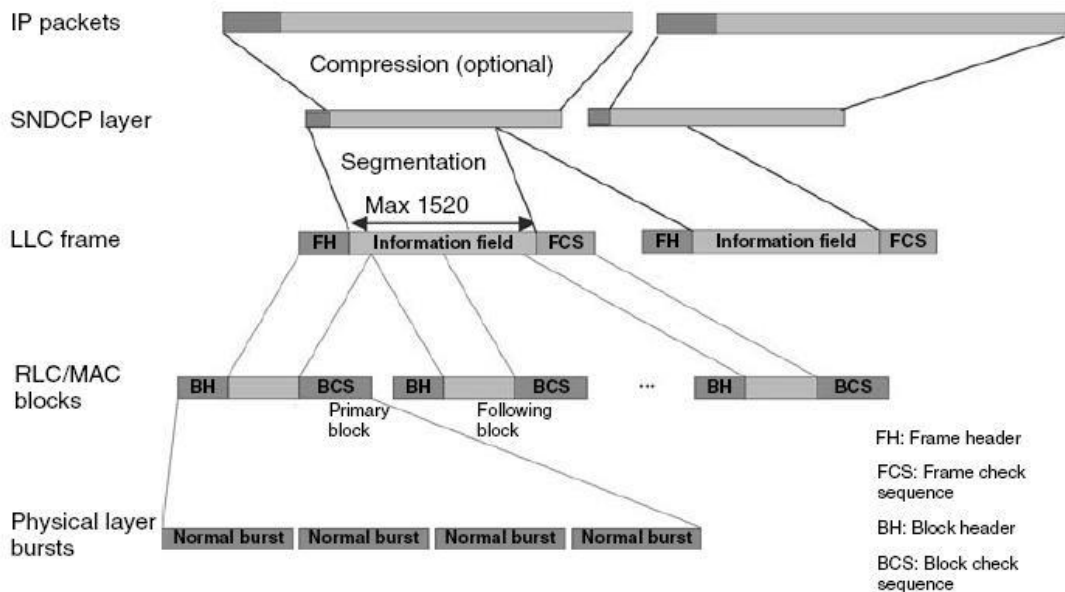 IP packets
Compression (optional)
SNDCP layer
Segmentation
Max 1520
LLC frame
FH Information field FCS
FH Information field FCS
RLC/MAC
blocks
BH BCS
BH BCS
...
BH BCS
Primary
block
Following
block
Physical layer
bursts
Normal burst Normal burst Normal burst Normal burst
FH: Frame header
FCS: Frame check
sequence
BH: Block header
BCS: Block check
sequence